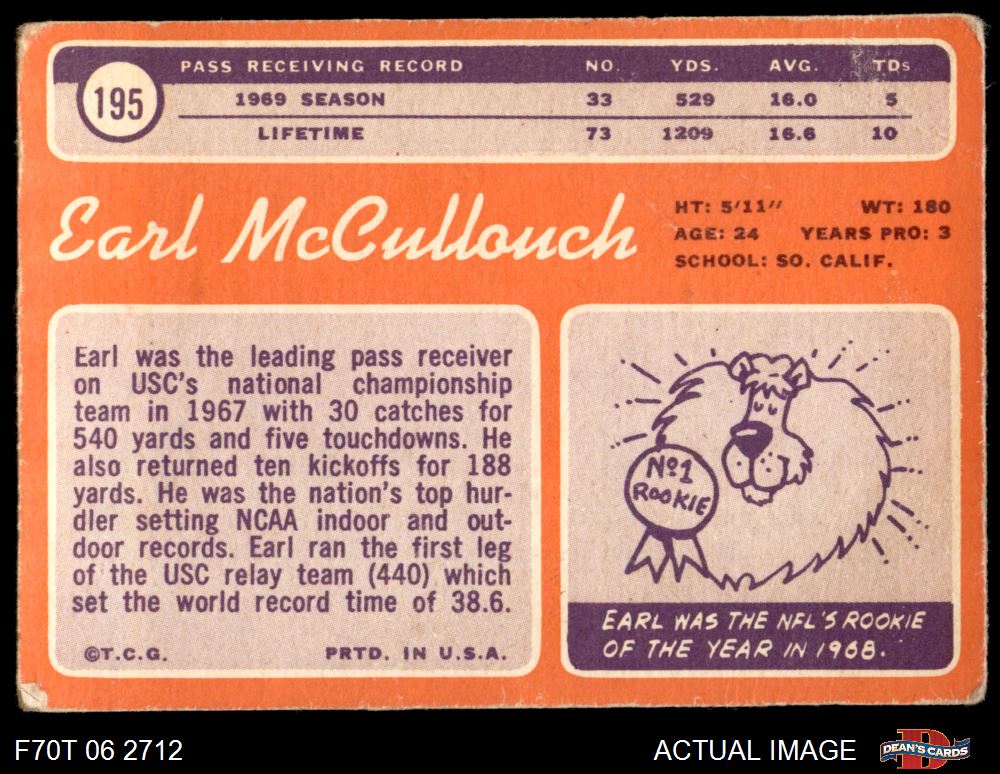 195
PASS RECEIVING RECORD NO. YDS. AVG. TDs
1969 SEASON 33 529 16.0 5
LIFETIME 73 1209 16.6 10
Earl McCullouch
HT: 5'11" WT: 180
AGE: 24 YEARS PRO: 3
SCHOOL: SO. CALIF.
Earl was the leading pass receiver
on USC's national championship
team in 1967 with 30 catches for
540 yards and five touchdowns. He
also returned ten kickoffs for 188
yards. He was the nation's top hur-
dler setting NCAA indoor and out-
door records. Earl ran the first leg
of the USC relay team (440) which
set the world record time of 38.6.
©T.C.G. PRTD. IN U.S.A.
Nº1
ROOKIE
EARL WAS THE NFL'S ROOKIE
OF THE YEAR IN 1968.
F70T 06 2712 ACTUAL IMAGE D DEAN'S CARDS